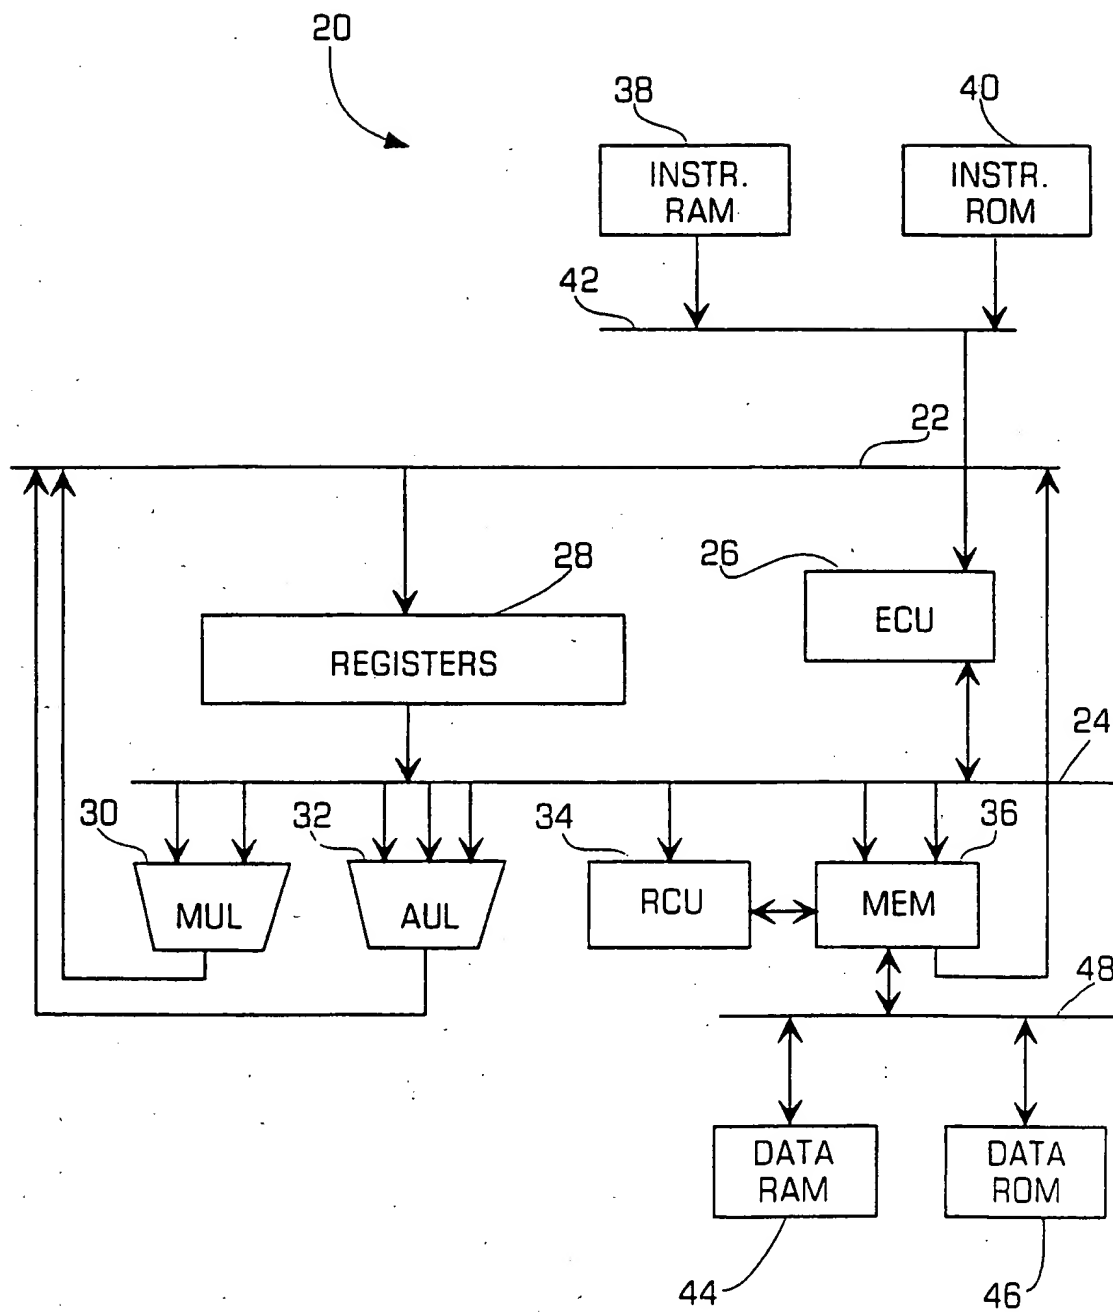 20
38
40
INSTR.
RAM
INSTR.
ROM
42
22
26
28
ECU
REGISTERS
24
30
32
34
36
MUL
AUL
RCU
MEM
48
DATA
RAM
DATA
ROM
44
46